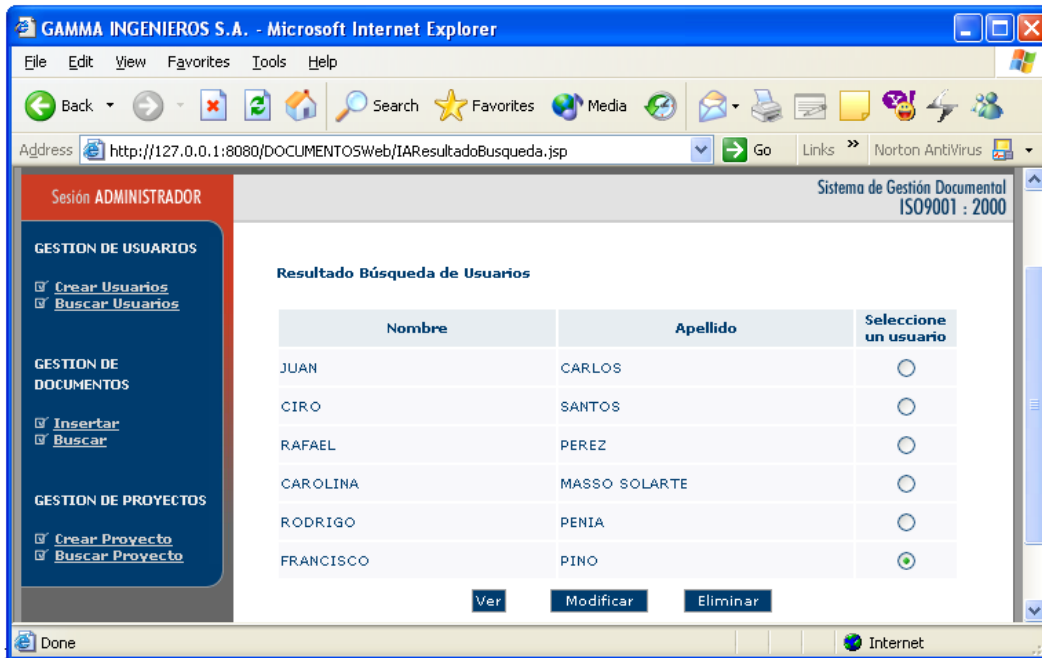 GAMMA INGENIEROS S.A. - Microsoft Internet Explorer
File Edit View Favorites Tools Help
Back Search Favorites Media
Address http://127.0.0.1:8080/DOCUMENTOSWeb/IAResultadoBusqueda.jsp Go Links » Norton AntiVirus
Sesión ADMINISTRADOR
Sistema de Gestión Documental
ISO9001 : 2000
GESTION DE USUARIOS
Crear Usuarios
Buscar Usuarios
GESTION DE
DOCUMENTOS
Insertar
Buscar
GESTION DE PROYECTOS
Crear Proyecto
Buscar Proyecto
Resultado Búsqueda de Usuarios
Nombre Apellido Seleccione
un usuario
JUAN CARLOS
CIRO SANTOS
RAFAEL PEREZ
CAROLINA MASSO SOLARTE
RODRIGO PENIA
FRANCISCO PINO
Ver Modificar Eliminar
Done Internet